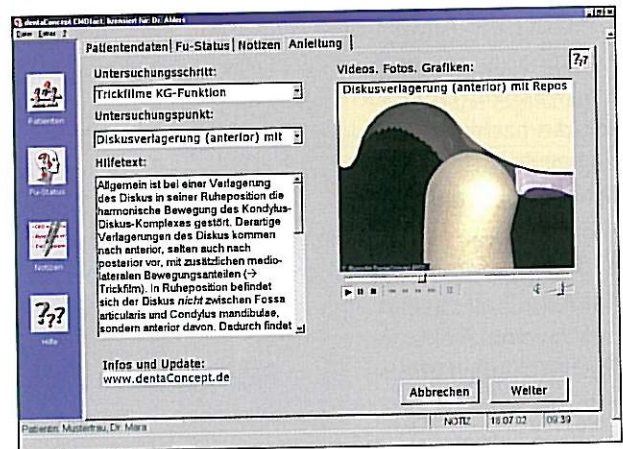 dentaConcept CMDfact, lizensiert für: Dr. Ahlers
Datei Extras ?
Patientendaten Fu-Status Notizen Anleitung
Untersuchungsschritt:
Trickfilme KG-Funktion
Untersuchungspunkt:
Diskusverlagerung (anterior) mit
Hilfetext:
Allgemein ist bei einer Verlagerung
des Diskus in seiner Ruheposition die
harmonische Bewegung des Kondylus-
Diskus-Komplexes gestört. Derartige
Verlagerungen des Diskus kommen
nach anterior, selten auch nach
posterior vor, mit zusätzlichen medio-
lateralen Bewegungsanteilen (→
Trickfilm). In Ruheposition befindet
sich der Diskus nicht zwischen Fossa
articularis und Condylus mandibulae,
sondern anterior davon. Dadurch findet
Videos. Fotos. Grafiken:
Diskusverlagerung (anterior) mit Repos
???
Patienten
Fu-Status
Notizen
???
Hilfe
Infos und Update:
www.dentaConcept.de
Abbrechen
Weiter
Patientin: Musterfrau, Dr. Mara
NOTIZ
18.07.02
09:39